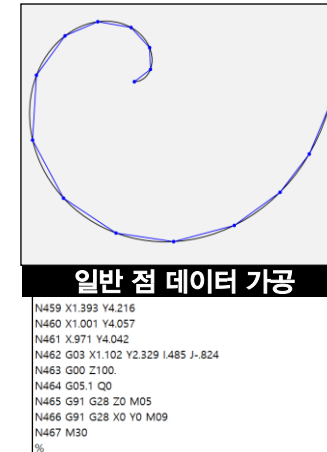 일반 점 데이터 가공
N459 X1.393 Y4.216
N460 X1.001 Y4.057
N461 X.971 Y4.042
N462 G03 X1.102 Y2.329 I.485 J-.824
N463 G00 Z100.
N464 G05.1 Q0
N465 G91 G28 Z0 M05
N466 G91 G28 X0 Y0 M09
N467 M30
%